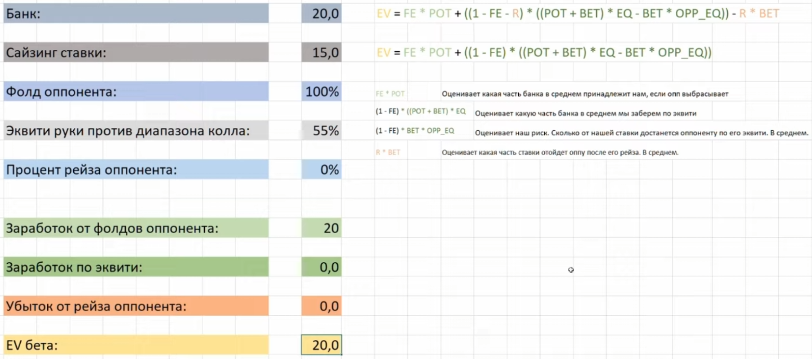 Банк: 20,0 EV = FE * POT + ((1 - FE - R) * ((POT + BET) * EQ - BET * OPP_EQ)) - R * BET
Сайзинг ставки: 15,0 EV = FE * POT + ((1 - FE) * ((POT + BET) * EQ - BET * OPP_EQ))
Фолд оппонента: 100% FE * POT Оценивает какая часть банка в среднем принадлежит нам, если опп выбрасывает
(1 - FE) * ((POT + BET) * EQ Оценивает какую часть банка в среднем мы заберем по эквити
Эквити руки против диапазона колла: 55% (1 - FE) * BET * OPP_EQ Оценивает наш риск. Сколько от нашей ставки достанется оппоненту по его эквити. В среднем.
R * BET Оценивает какая часть ставки отойдет оппу после его рейза. В среднем.
Процент рейза оппонента: 0%
Заработок от фолдов оппонента: 20
Заработок по эквити: 0,0
Убыток от рейза оппонента: 0,0
EV бета: 20,0